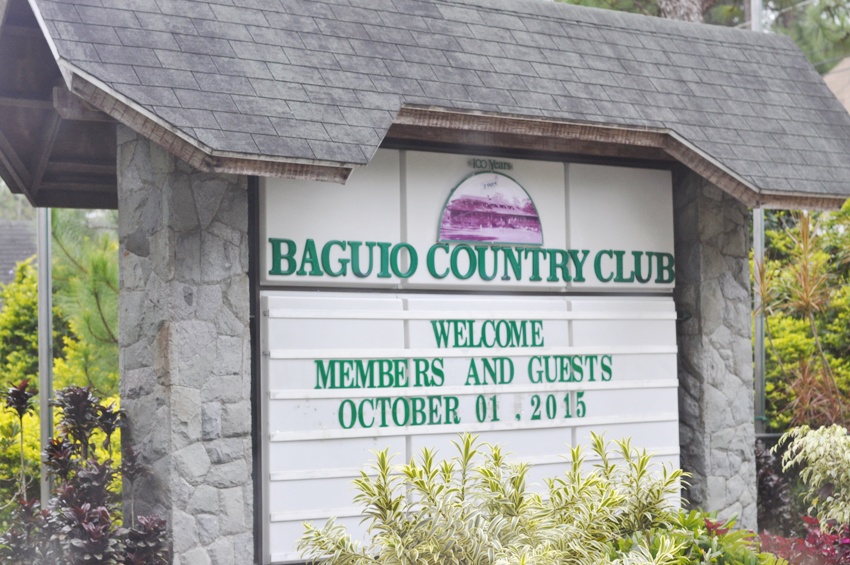 100 Years
BAGUIO COUNTRY CLUB
WELCOME
MEMBERS AND GUESTS
OCTOBER 01 . 2015